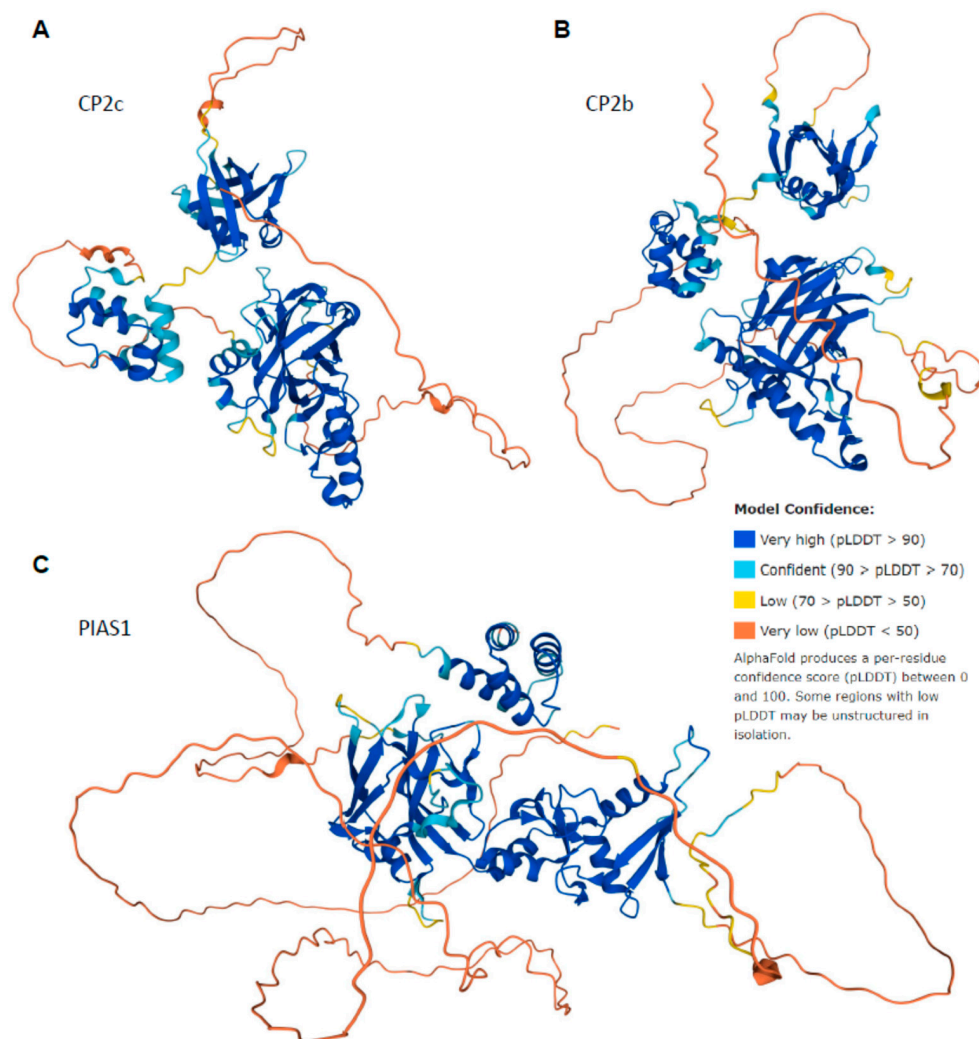 A
CP2c
B
CP2b
C
PIAS1
Model Confidence:
Very high (pLDDT > 90)
Confident (90 > pLDDT > 70)
Low (70 > pLDDT > 50)
Very low (pLDDT < 50)
AlphaFold produces a per-residue
confidence score (pLDDT) between 0
and 100. Some regions with low
pLDDT may be unstructured in
isolation.